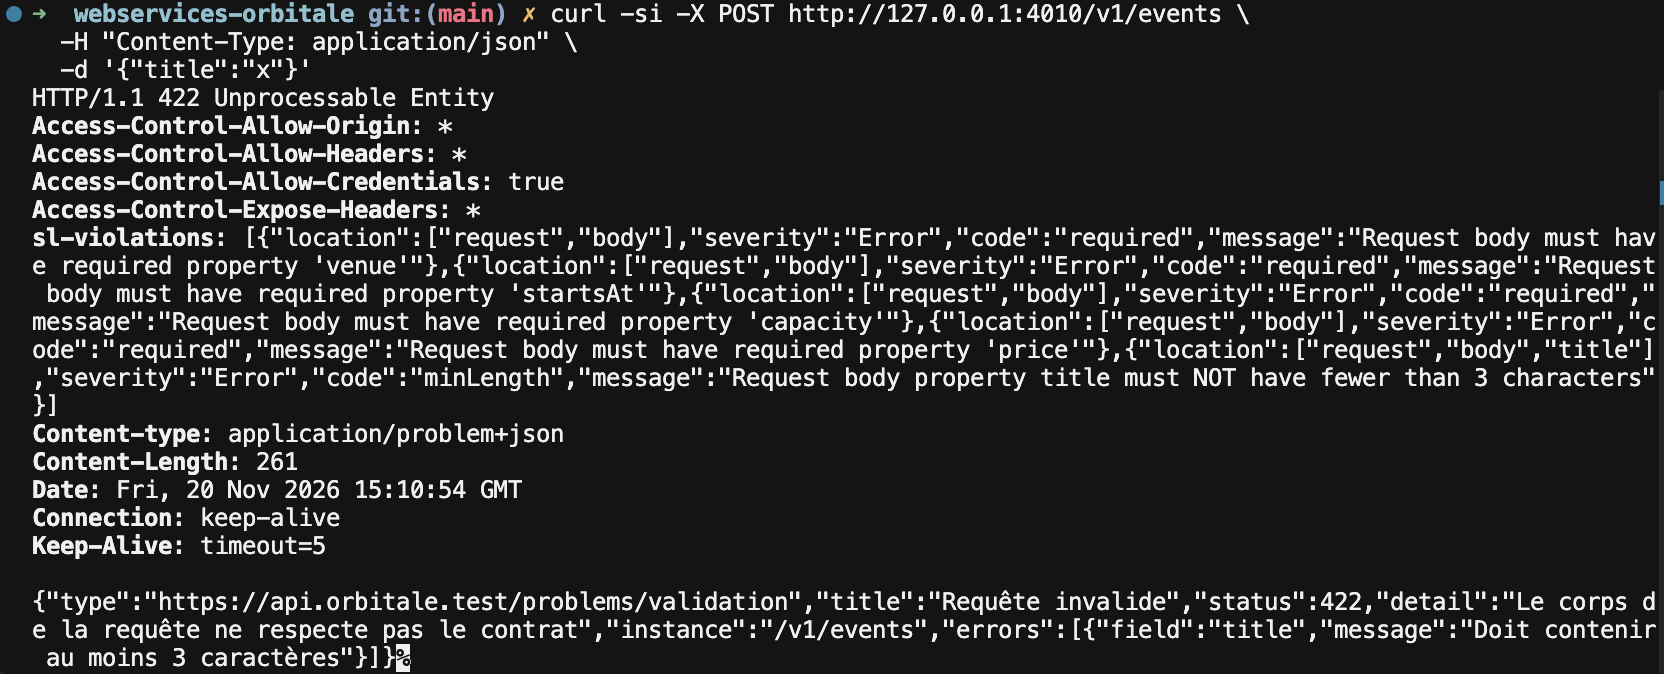 ➜  webservices-orbitale git:(main) ✗ curl -si -X POST http://127.0.0.1:4010/v1/events \
  -H "Content-Type: application/json" \
  -d '{"title":"x"}'
HTTP/1.1 422 Unprocessable Entity
Access-Control-Allow-Origin: *
Access-Control-Allow-Headers: *
Access-Control-Allow-Credentials: true
Access-Control-Expose-Headers: *
sl-violations: [{"location":["request","body"],"severity":"Error","code":"required","message":"Request body must hav
e required property 'venue'"},{"location":["request","body"],"severity":"Error","code":"required","message":"Request
 body must have required property 'startsAt'"},{"location":["request","body"],"severity":"Error","code":"required","
message":"Request body must have required property 'capacity'"},{"location":["request","body"],"severity":"Error","c
ode":"required","message":"Request body must have required property 'price'"},{"location":["request","body","title"]
,"severity":"Error","code":"minLength","message":"Request body property title must NOT have fewer than 3 characters"
}]
Content-type: application/problem+json
Content-Length: 261
Date: Fri, 20 Nov 2026 15:10:54 GMT
Connection: keep-alive
Keep-Alive: timeout=5

{"type":"https://api.orbitale.test/problems/validation","title":"Requête invalide","status":422,"detail":"Le corps d
e la requête ne respecte pas le contrat","instance":"/v1/events","errors":[{"field":"title","message":"Doit contenir
 au moins 3 caractères"}]}%